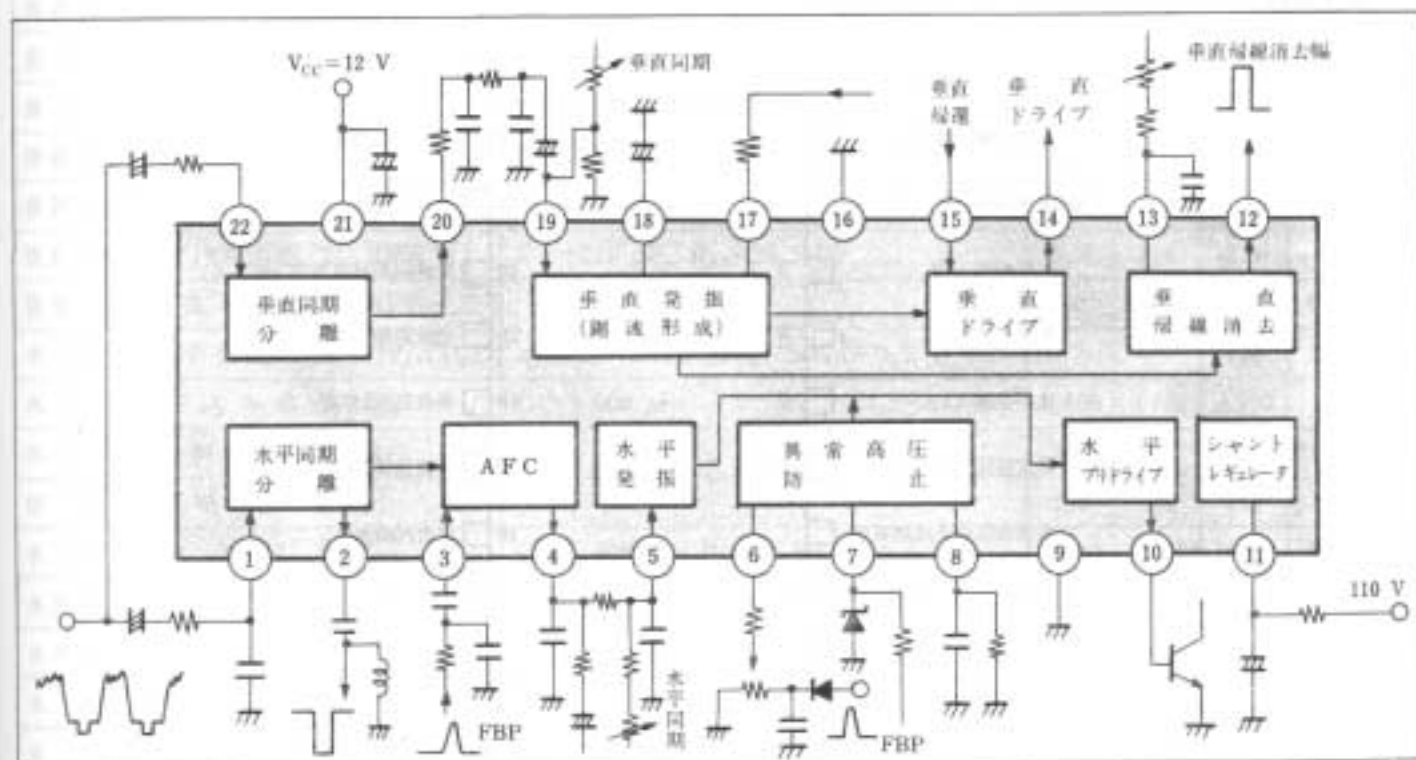 V_CC=12 V
垂直同期
垂直
帰還
垂直
ドライブ
垂直帰線消去幅
22
21
20
19
18
17
16
15
14
13
12
垂直同期
分離
垂直発振
(鋸波形成)
垂直
ドライブ
垂直
帰線消去
水平同期
分離
AFC
水平
発振
異常高圧
防止
水平
プリドライブ
シャント
レギュレータ
1
2
3
4
5
6
7
8
9
10
11
110 V
FBP
水平同期
FBP